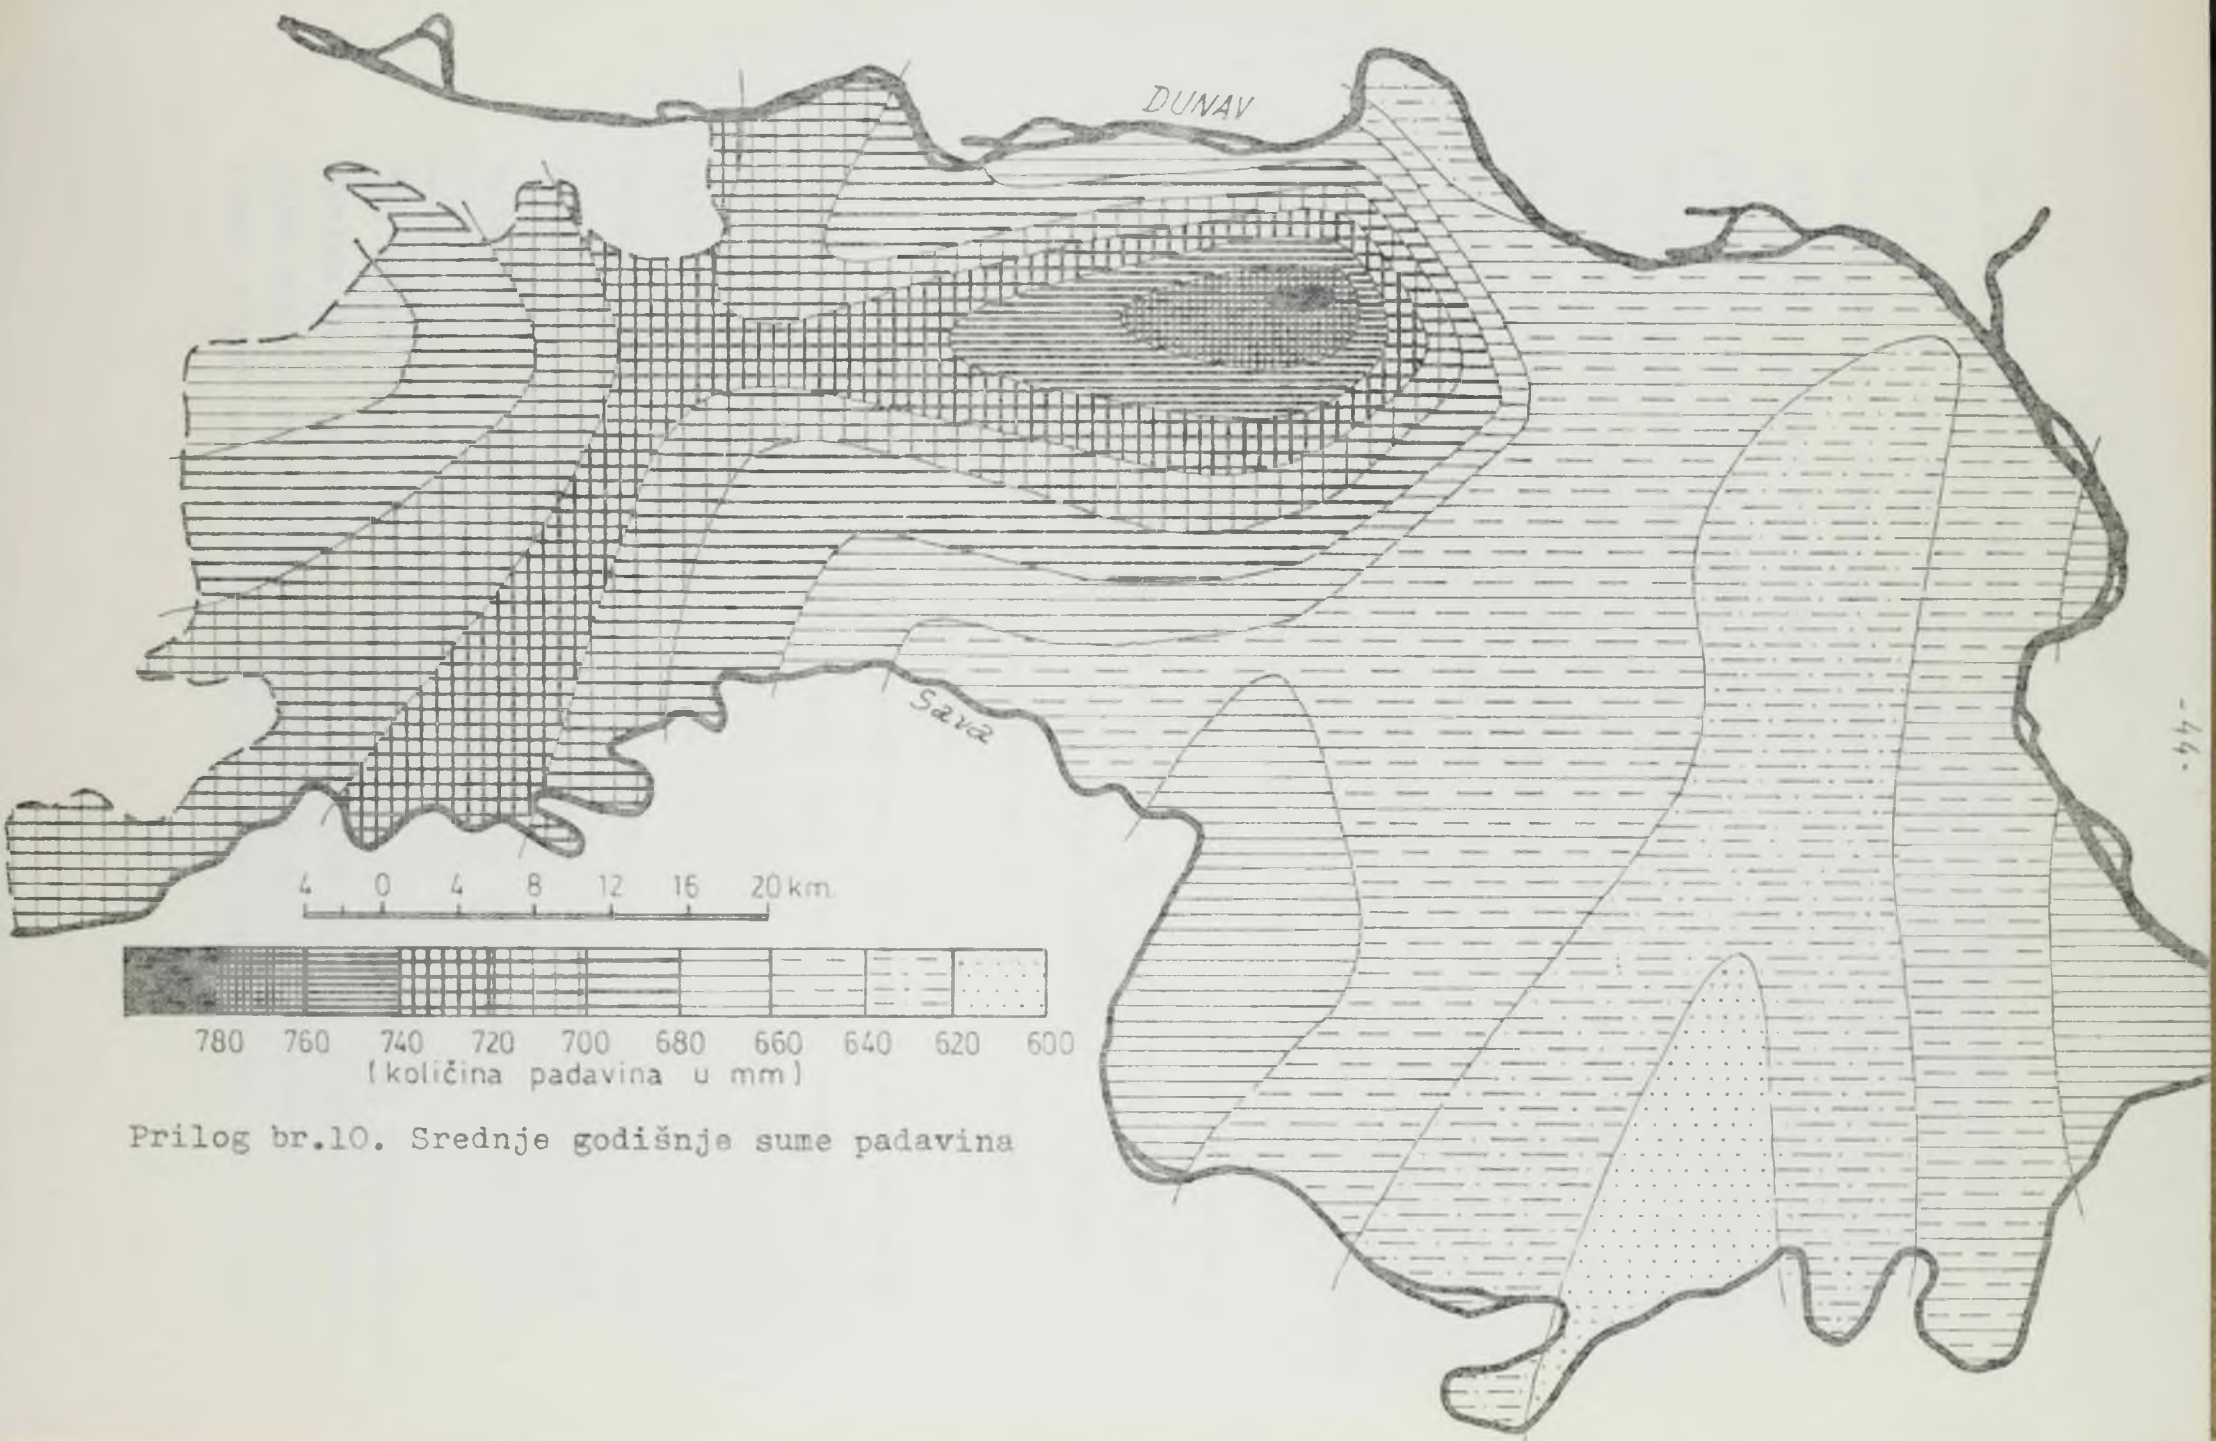 DUNAV
Sava
-44-
4 0 4 8 12 16 20 km.
780 760 740 720 700 680 660 640 620 600
(količina padavina u mm)
Prilog br.10. Srednje godišnje sume padavina